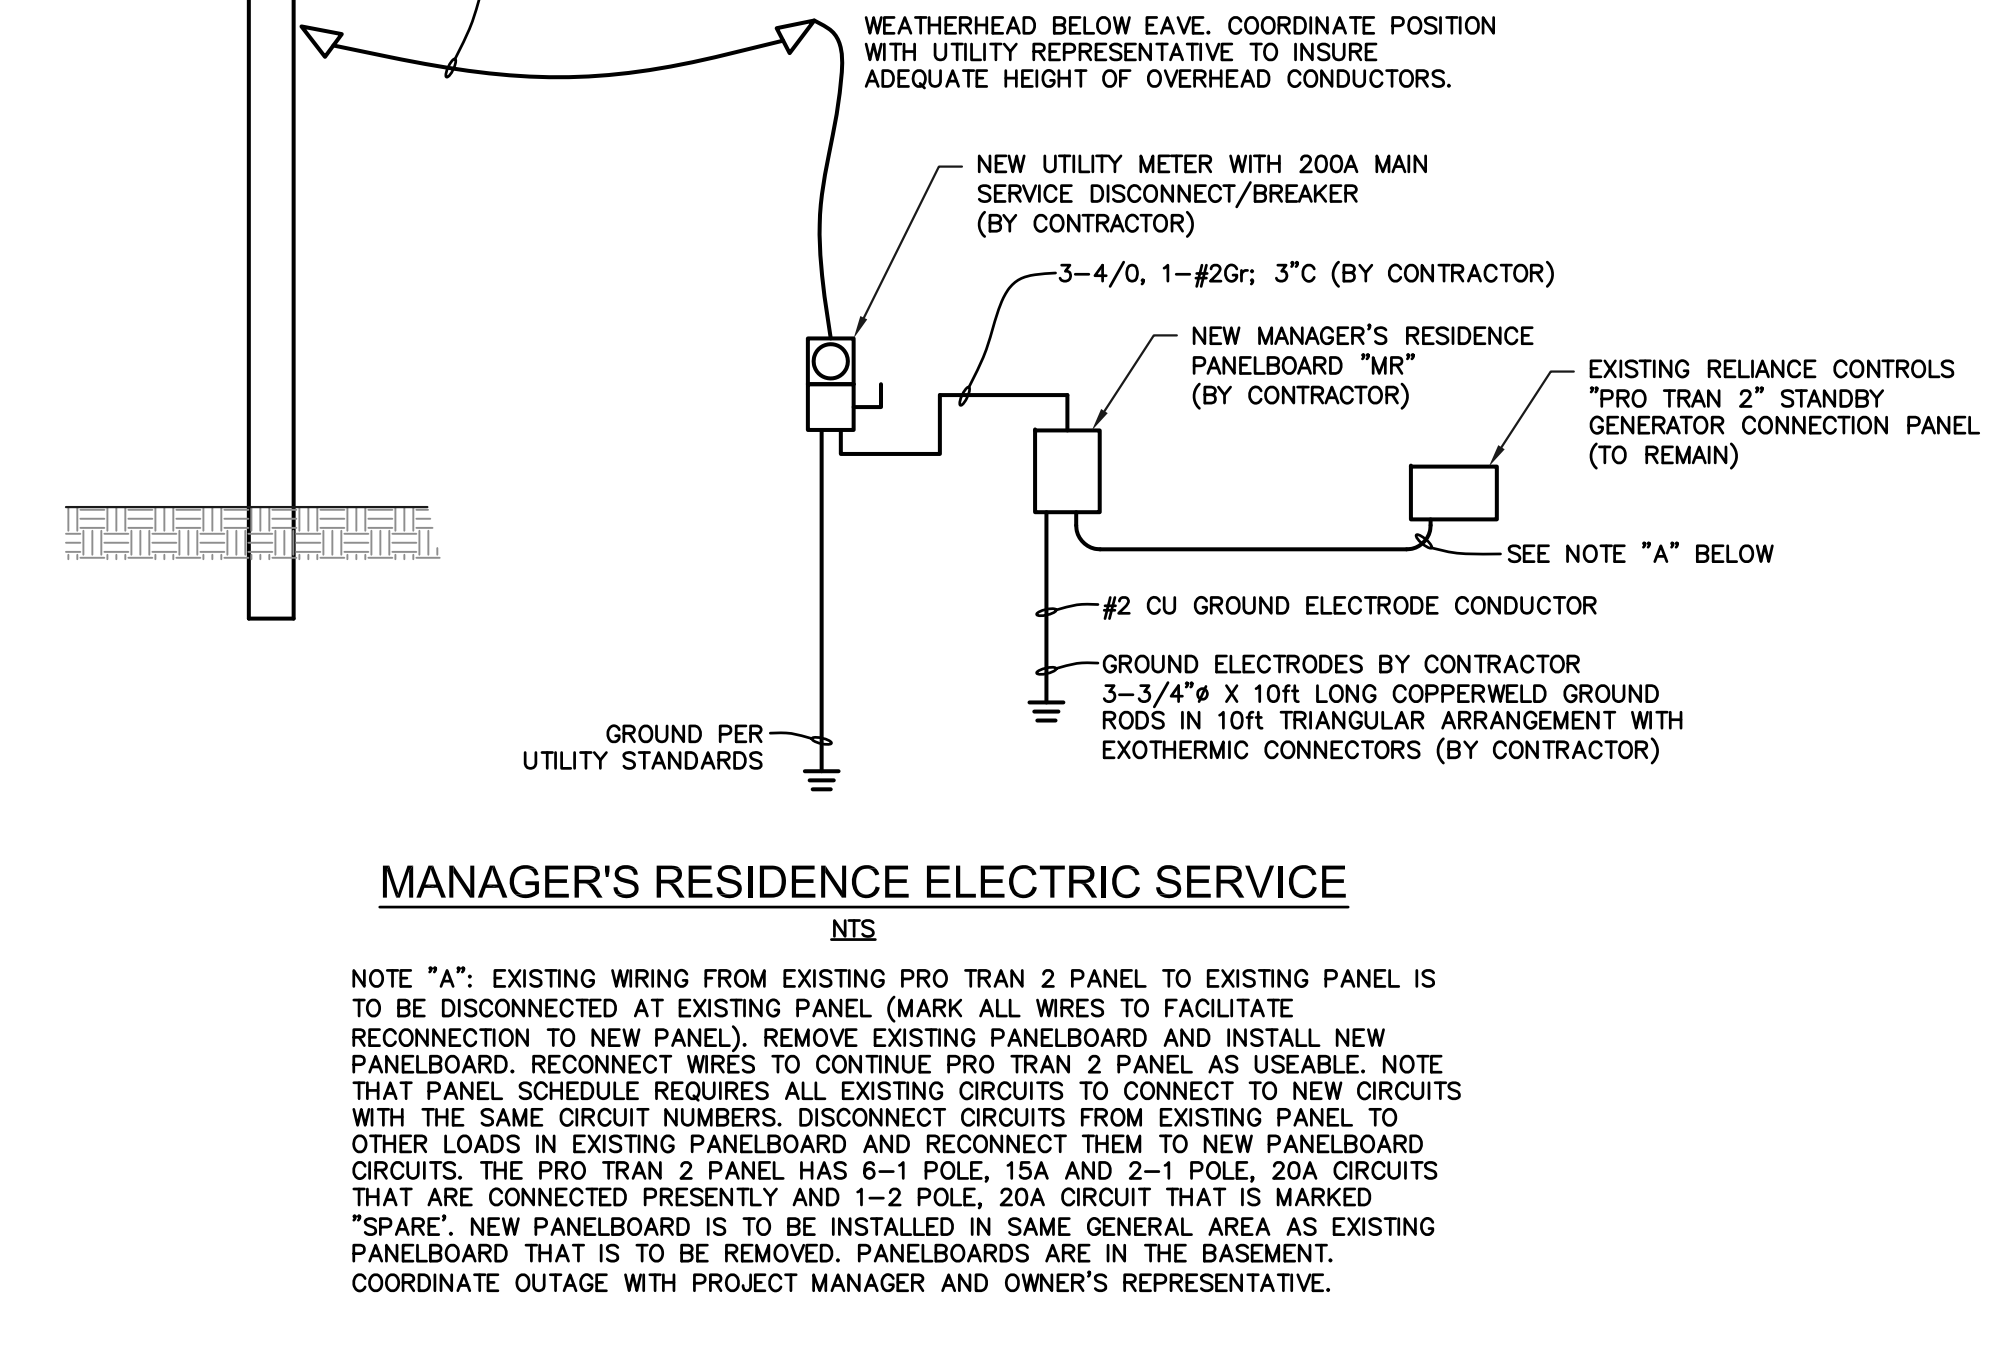 WEATHERHEAD BELOW EAVE. COORDINATE POSITION
WITH UTILITY REPRESENTATIVE TO INSURE
ADEQUATE HEIGHT OF OVERHEAD CONDUCTORS.
NEW UTILITY METER WITH 200A MAIN
SERVICE DISCONNECT/BREAKER
(BY CONTRACTOR)
3-4/0, 1-#2Gr; 3"C (BY CONTRACTOR)
NEW MANAGER'S RESIDENCE
PANELBOARD "MR"
(BY CONTRACTOR)
EXISTING RELIANCE CONTROLS
"PRO TRAN 2" STANDBY
GENERATOR CONNECTION PANEL
(TO REMAIN)
SEE NOTE "A" BELOW
#2 CU GROUND ELECTRODE CONDUCTOR
GROUND ELECTRODES BY CONTRACTOR
3-3/4"ø X 10ft LONG COPPERWELD GROUND
RODS IN 10ft TRIANGULAR ARRANGEMENT WITH
EXOTHERMIC CONNECTORS (BY CONTRACTOR)
GROUND PER
UTILITY STANDARDS
MANAGER'S RESIDENCE ELECTRIC SERVICE
NTS
NOTE "A": EXISTING WIRING FROM EXISTING PRO TRAN 2 PANEL TO EXISTING PANEL IS
TO BE DISCONNECTED AT EXISTING PANEL (MARK ALL WIRES TO FACILITATE
RECONNECTION TO NEW PANEL). REMOVE EXISTING PANELBOARD AND INSTALL NEW
PANELBOARD. RECONNECT WIRES TO CONTINUE PRO TRAN 2 PANEL AS USEABLE. NOTE
THAT PANEL SCHEDULE REQUIRES ALL EXISTING CIRCUITS TO CONNECT TO NEW CIRCUITS
WITH THE SAME CIRCUIT NUMBERS. DISCONNECT CIRCUITS FROM EXISTING PANEL TO
OTHER LOADS IN EXISTING PANELBOARD AND RECONNECT THEM TO NEW PANELBOARD
CIRCUITS. THE PRO TRAN 2 PANEL HAS 6-1 POLE, 15A AND 2-1 POLE, 20A CIRCUITS
THAT ARE CONNECTED PRESENTLY AND 1-2 POLE, 20A CIRCUIT THAT IS MARKED
"SPARE'. NEW PANELBOARD IS TO BE INSTALLED IN SAME GENERAL AREA AS EXISTING
PANELBOARD THAT IS TO BE REMOVED. PANELBOARDS ARE IN THE BASEMENT.
COORDINATE OUTAGE WITH PROJECT MANAGER AND OWNER'S REPRESENTATIVE.